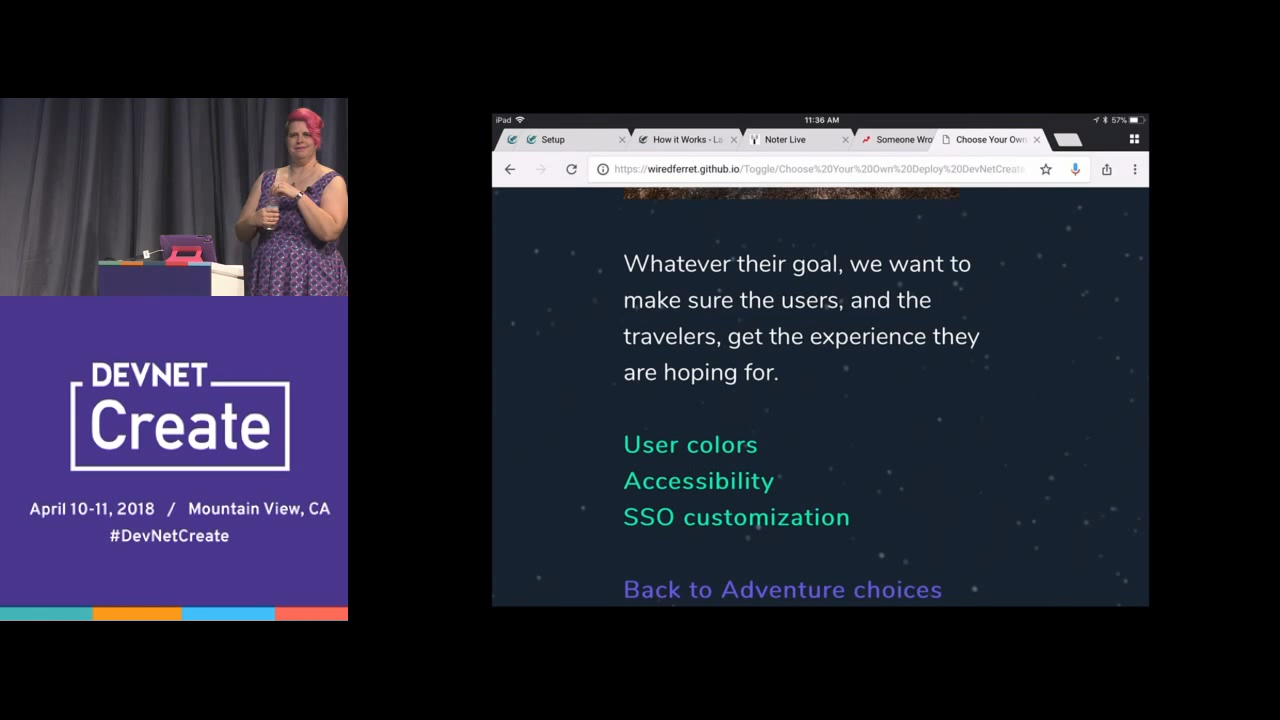 DEVNET
Create
April 10-11, 2018 / Mountain View, CA
#DevNetCreate
iPad 11:36 AM 57%
Setup
How it Works - La
Noter Live
Someone Wro
Choose Your Own
https://wiredferret.github.io/Toggle/Choose%20Your%20Own%20Deploy%20DevNetCreate
Whatever their goal, we want to
make sure the users, and the
travelers, get the experience they
are hoping for.
User colors
Accessibility
SSO customization
Back to Adventure choices